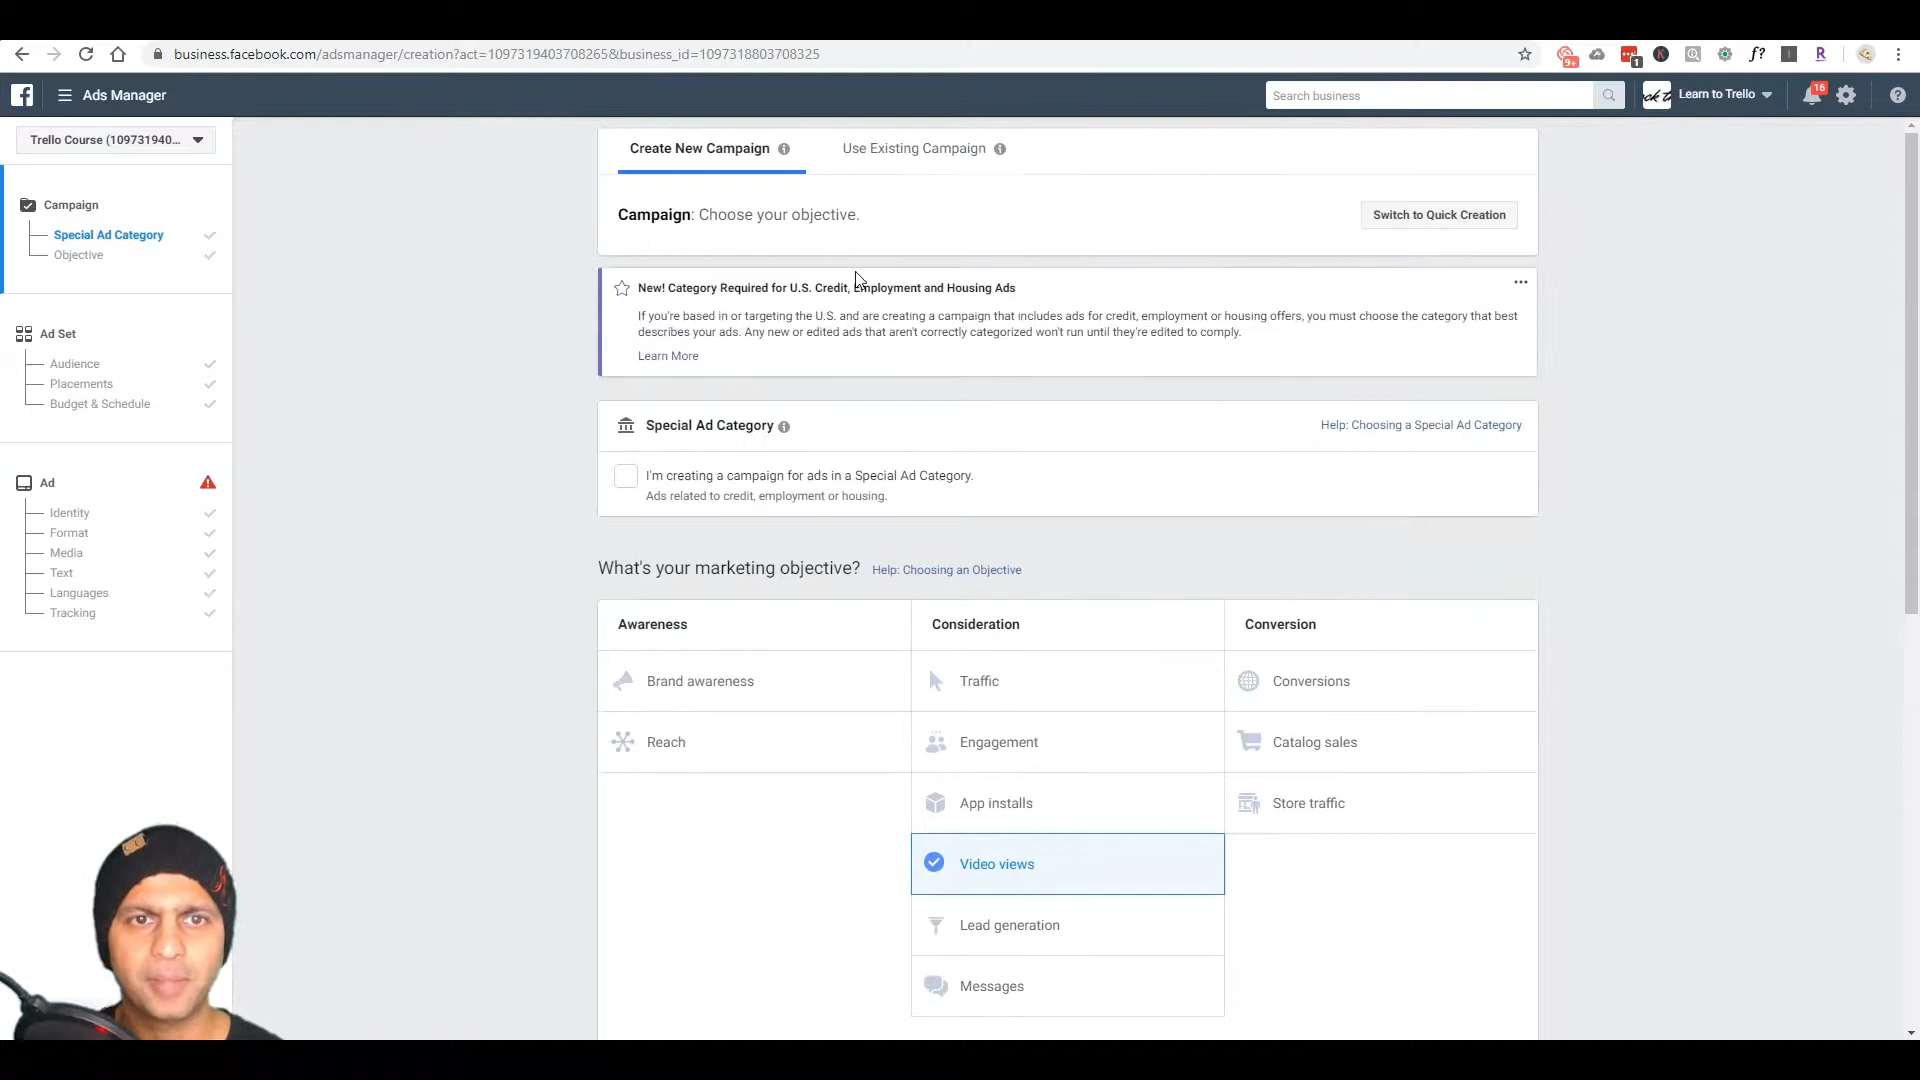 business.facebook.com/adsmanager/creation?act=1097319403708265&business_id=1097318803708325
9+
1
K
f?
R
Ads Manager
Search business
ck t
Learn to Trello
16
Trello Course (109731940...
Campaign
Special Ad Category
Objective
Ad Set
Audience
Placements
Budget & Schedule
Ad
Identity
Format
Media
Text
Languages
Tracking
Create New Campaign
Use Existing Campaign
Campaign: Choose your objective.
Switch to Quick Creation
New! Category Required for U.S. Credit, Employment and Housing Ads
If you're based in or targeting the U.S. and are creating a campaign that includes ads for credit, employment or housing offers, you must choose the category that best
describes your ads. Any new or edited ads that aren't correctly categorized won't run until they're edited to comply.
Learn More
Special Ad Category
Help: Choosing a Special Ad Category
I'm creating a campaign for ads in a Special Ad Category.
Ads related to credit, employment or housing.
What's your marketing objective?
Help: Choosing an Objective
Awareness
Consideration
Conversion
Brand awareness
Traffic
Conversions
Reach
Engagement
Catalog sales
App installs
Store traffic
Video views
Lead generation
Messages